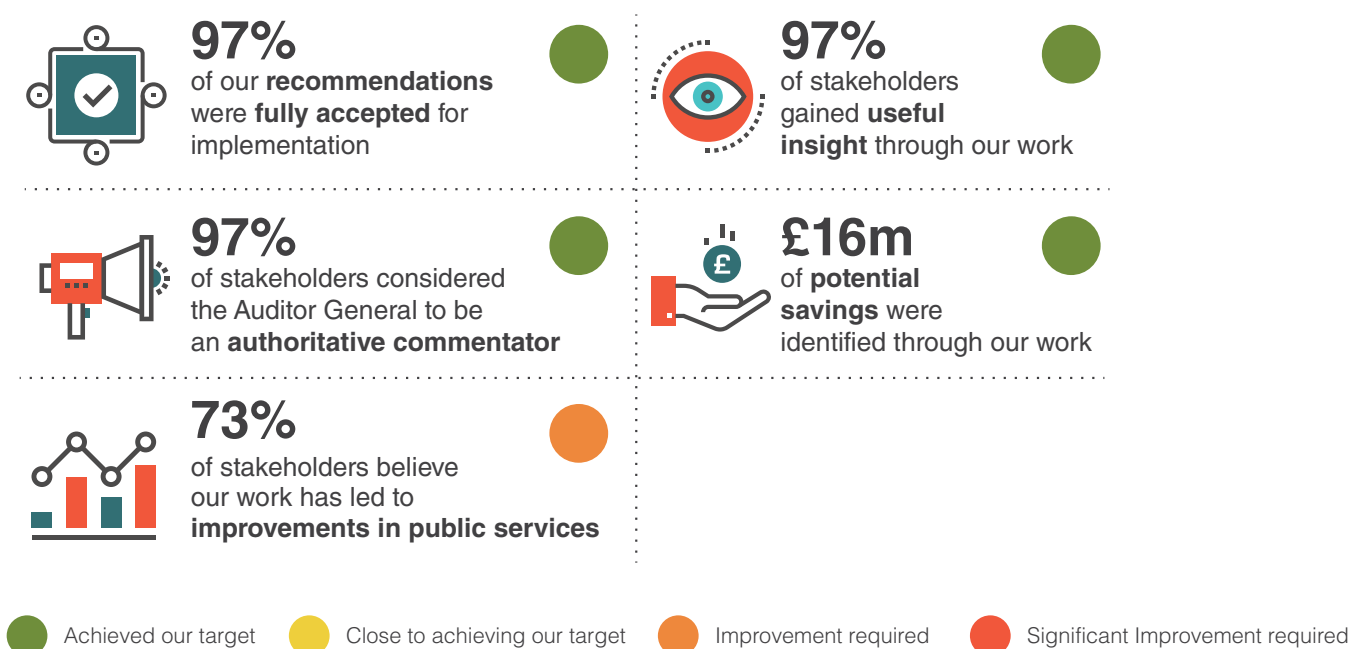 97%
of our recommendations
were fully accepted for
implementation
97%
of stakeholders
gained useful
insight through our work
97%
of stakeholders considered
the Auditor General to be
an authoritative commentator
£
£16m
of potential
savings were
identified through our work
73%
of stakeholders believe
our work has led to
improvements in public services
Achieved our target
Close to achieving our target
Improvement required
Significant Improvement required